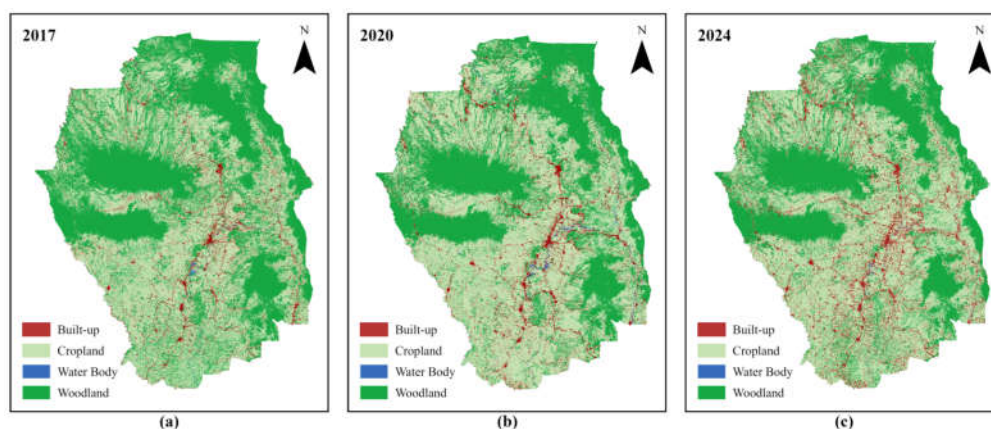 2017
N
Built-up
Cropland
Water Body
Woodland
(a)
2020
N
Built-up
Cropland
Water Body
Woodland
(b)
2024
N
Built-up
Cropland
Water Body
Woodland
(c)